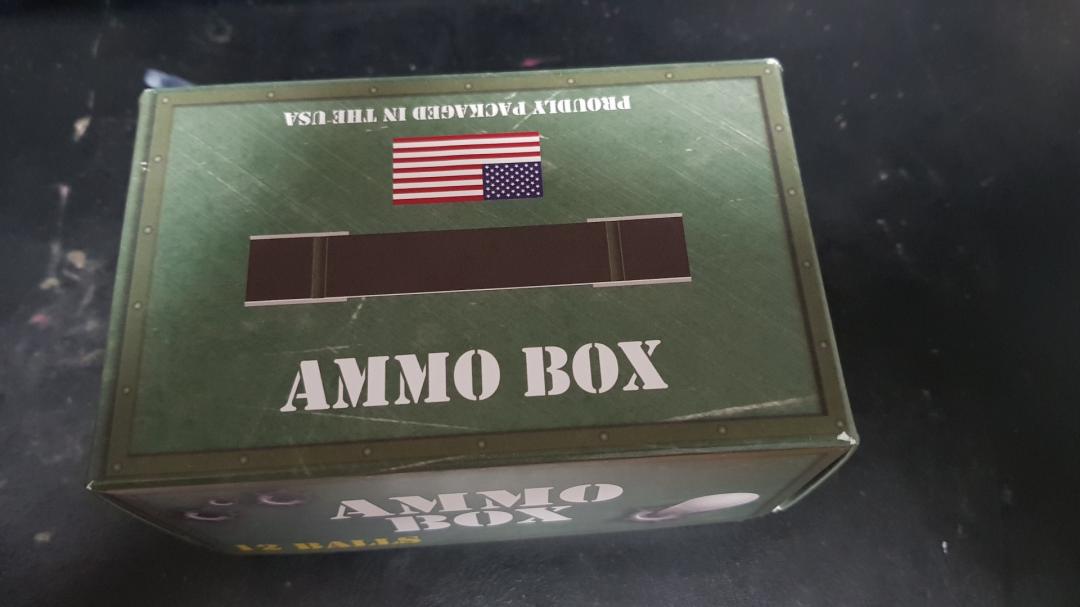 PROUDLY PACKAGED IN THE USA
AMMO BOX
AMMO
BOX
12 BALLS